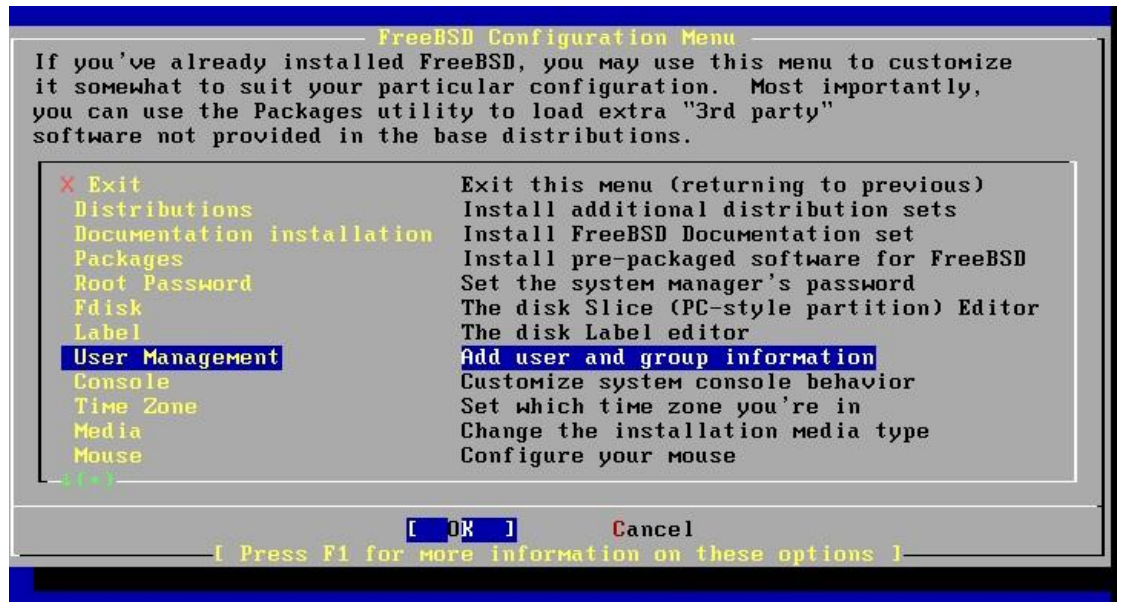 FreeBSD Configuration Menu
If you've already installed FreeBSD, you may use this menu to customize
it somewhat to suit your particular configuration.  Most importantly,
you can use the Packages utility to load extra "3rd party"
software not provided in the base distributions.
X Exit Exit this menu (returning to previous)
Distributions Install additional distribution sets
Documentation installation Install FreeBSD Documentation set
Packages Install pre-packaged software for FreeBSD
Root Password Set the system manager's password
Fdisk The disk Slice (PC-style partition) Editor
Label The disk Label editor
User Management Add user and group information
Console Customize system console behavior
Time Zone Set which time zone you're in
Media Change the installation media type
Mouse Configure your mouse
[ OK ] Cancel
[ Press F1 for more information on these options ]